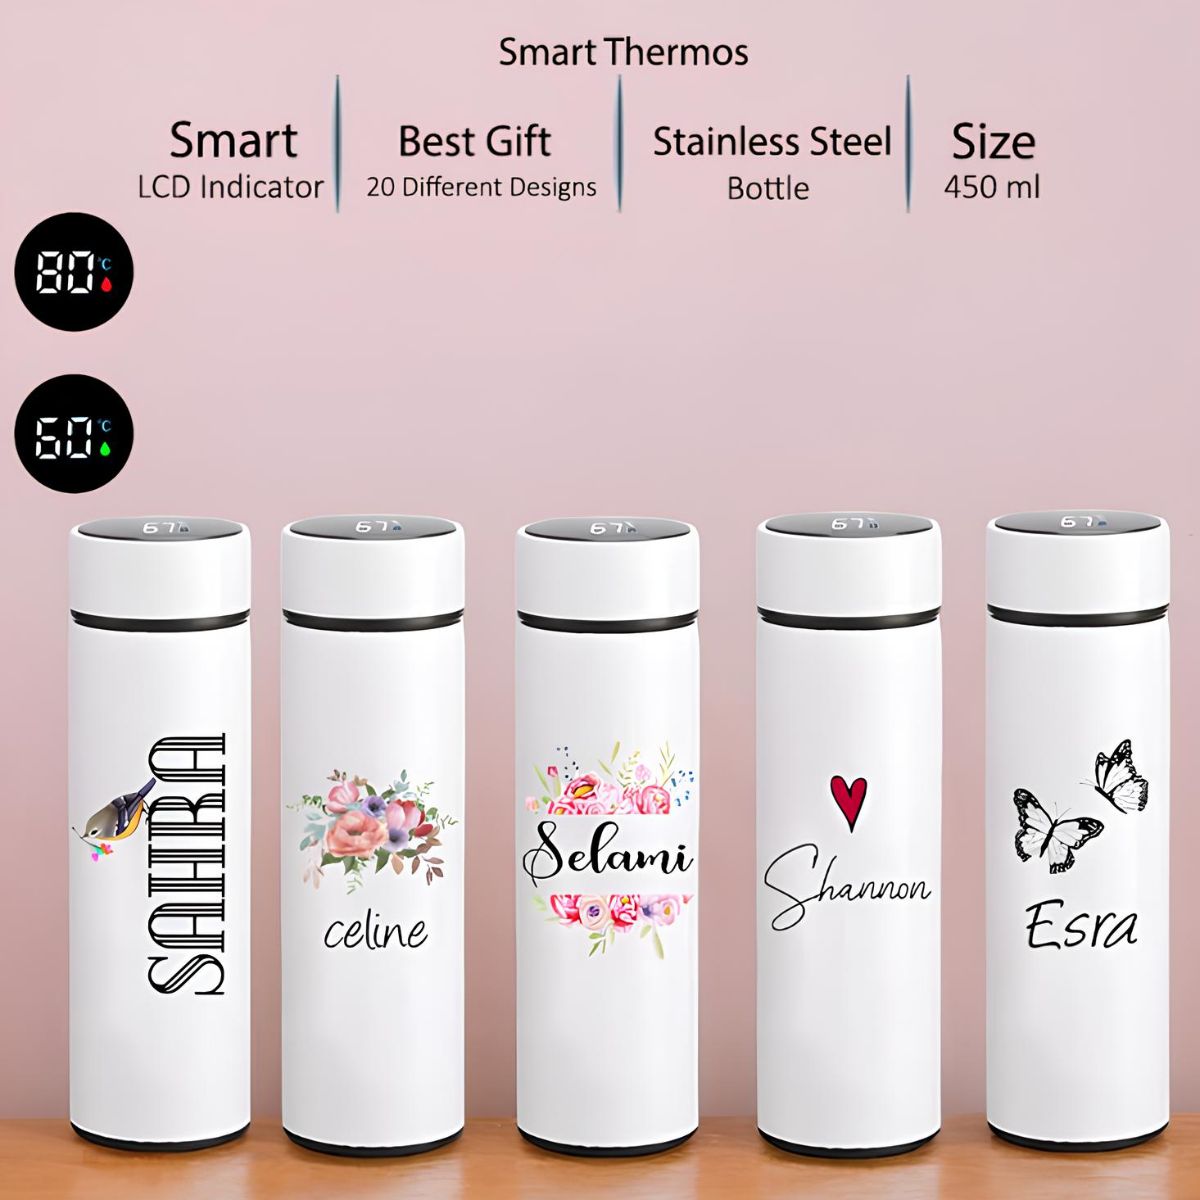 Smart Thermos
Smart
LCD Indicator
Best Gift
20 Different Designs
Stainless Steel
Bottle
Size
450 ml
80 °C
60 °C
67
67
67
67
67
SAHRA
celine
Selami
Shannon
Esra